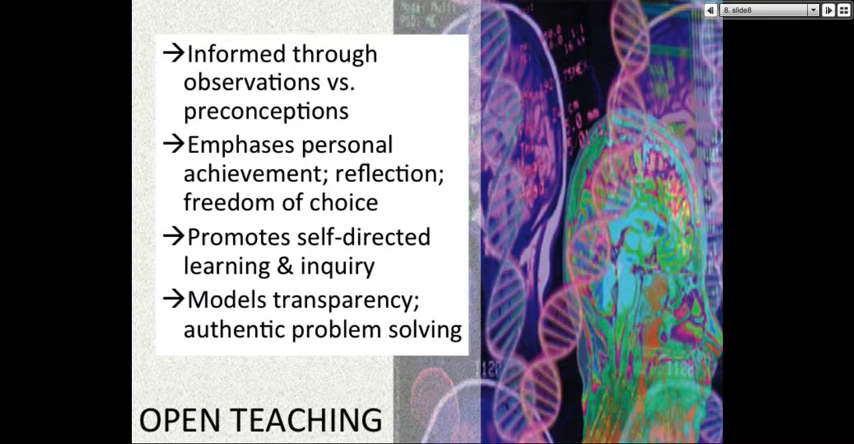 8. slide8
→Informed through
observations vs.
preconceptions
→Emphases personal
achievement; reflection;
freedom of choice
→Promotes self-directed
learning & inquiry
→Models transparency;
authentic problem solving
OPEN TEACHING